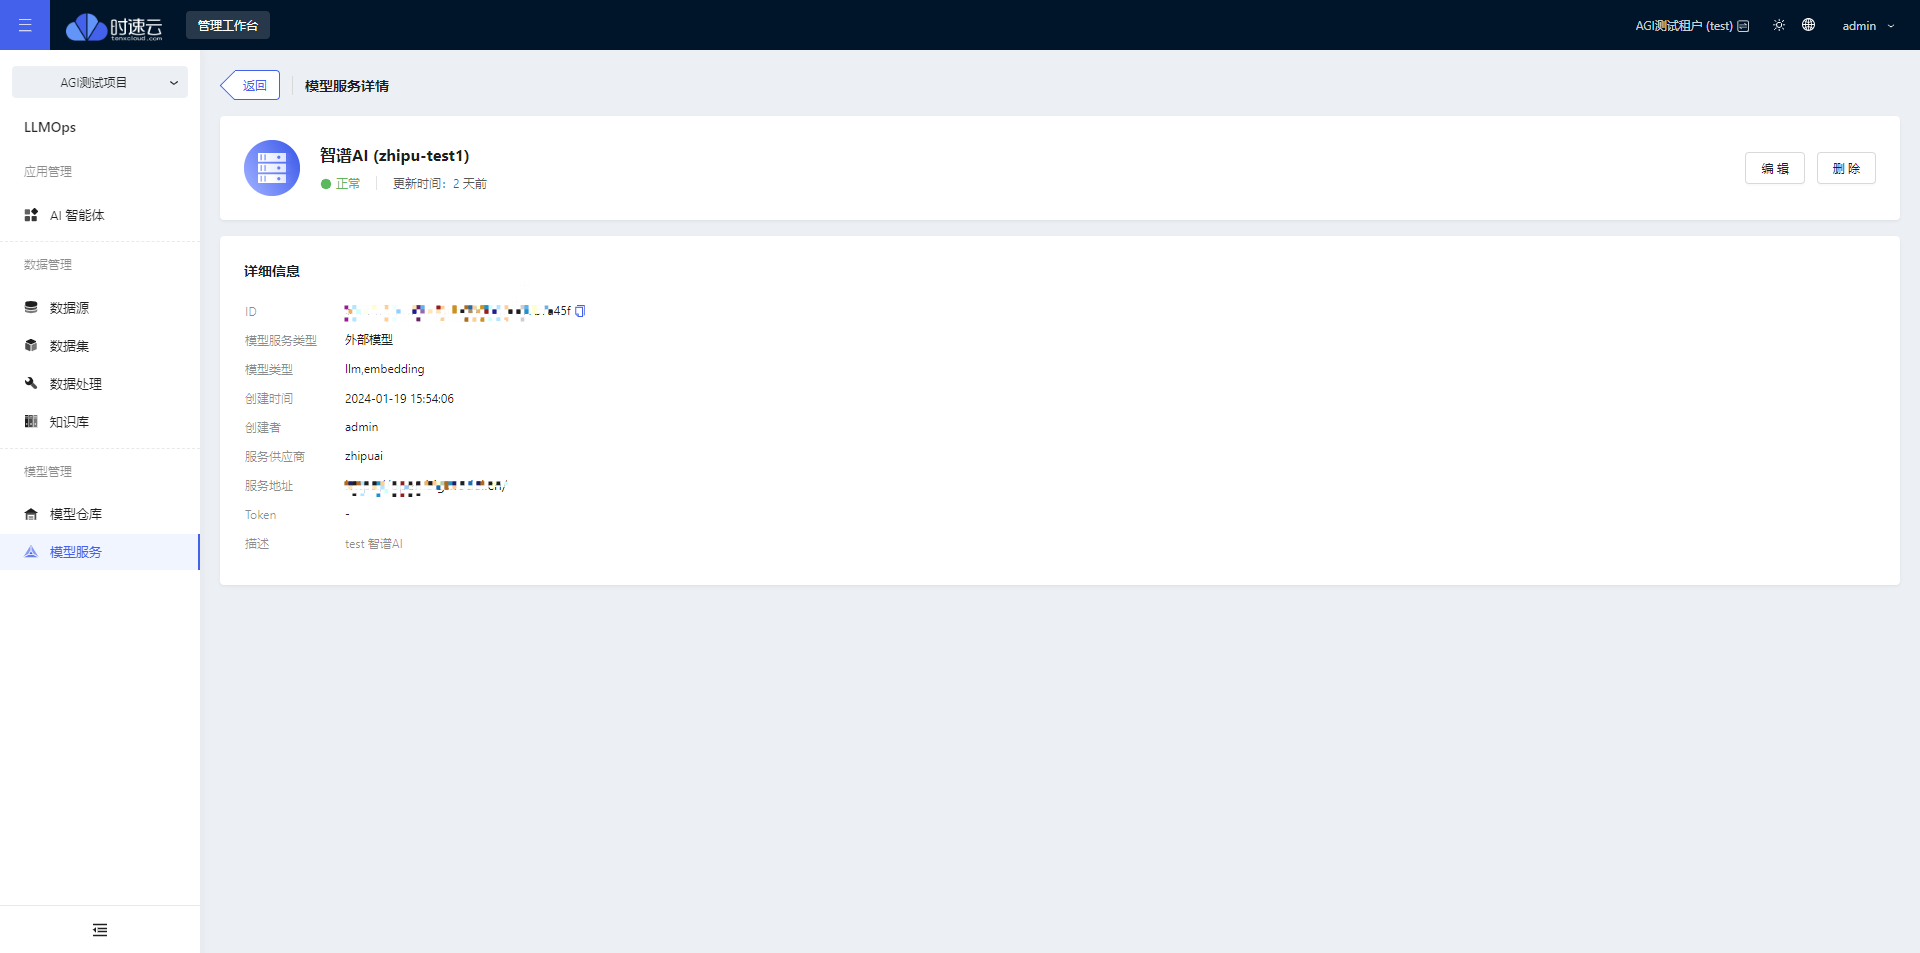 时速云
tenxcloud.com
管理工作台
AGI测试租户 (test)
admin
AGI测试项目
LLMOps
应用管理
AI 智能体
数据管理
数据源
数据集
数据处理
知识库
模型管理
模型仓库
模型服务
返回
模型服务详情
智谱AI (zhipu-test1)
正常
更新时间：2 天前
编 辑
删 除
详细信息
ID
a45f
模型服务类型 外部模型
模型类型 llm,embedding
创建时间 2024-01-19 15:54:06
创建者 admin
服务供应商 zhipuai
服务地址
Token -
描述 test 智谱AI